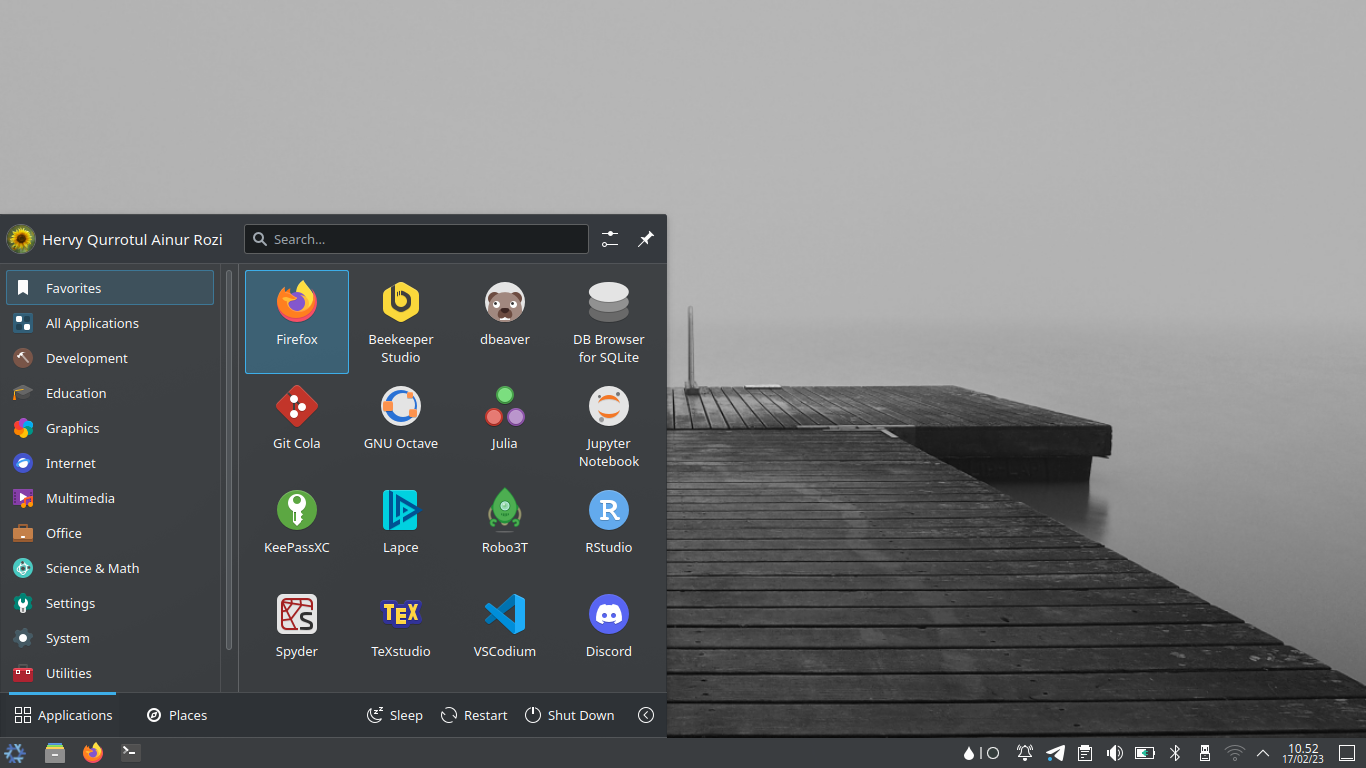 Hervy Qurrotul Ainur Rozi
Search...
Favorites
All Applications
Development
Education
Graphics
Internet
Multimedia
Office
Science & Math
Settings
System
Utilities
Firefox
Beekeeper
Studio
dbeaver
DB Browser
for SQLite
Git Cola
GNU Octave
Julia
Jupyter
Notebook
KeePassXC
Lapce
Robo3T
R
RStudio
S
Spyder
TEX
TeXstudio
VSCodium
Discord
Applications
Places
Sleep
Restart
Shut Down
10.52
17/02/23